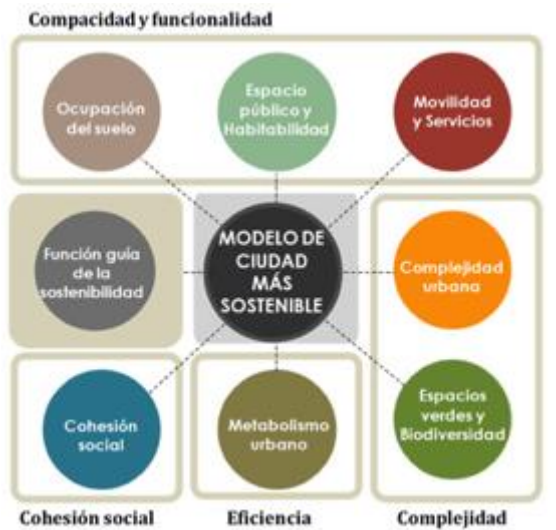 Compacidad y funcionalidad
Ocupación
del suelo
Espacio
público y
Habitabilidad
Movilidad
y Servicios
Función guía
de la
sostenibilidad
MODELO DE
CIUDAD
MÁS
SOSTENIBLE
Complejidad
urbana
Cohesión
social
Metabolismo
urbano
Espacios
verdes y
Biodiversidad
Cohesión social
Eficiencia
Complejidad